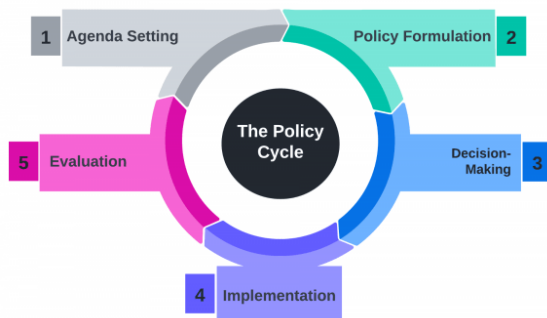 1 Agenda Setting
Policy Formulation 2
The Policy
Cycle
Decision-
Making 3
5 Evaluation
4 Implementation